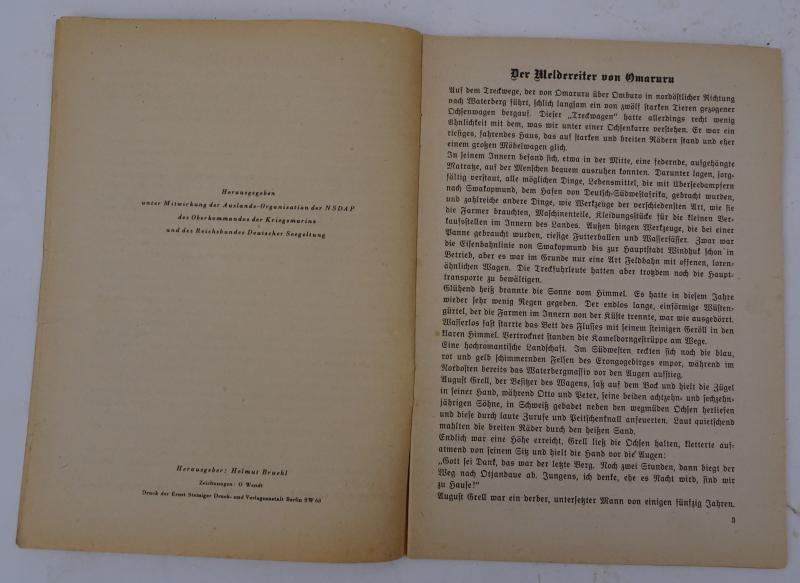 Herausgegeben
unter Mitwirkung der Auslands-Organisation der NSDAP
des Oberkommandos der Kriegsmarine
und des Reichsbundes Deutscher Seegeltung
Herausgeber: Helmut Bruehl
Zeichnungen: O Wendt
Druck der Ernst Steiniger Druck- und Verlagsanstalt Berlin SW 68
Der Meldereiter von Omaruru
Auf dem Treckwege, der von Omaruru über Omburo in nordöstlicher Richtung
nach Waterberg führt, schlich langsam ein von zwölf starken Tieren gezogener
Ochsenwagen bergauf. Dieser „Treckwagen" hatte allerdings recht wenig
Ähnlichkeit mit dem, was wir unter einer Ochsenkarre verstehen. Er war ein
riesiges, fahrendes Haus, das auf starken und breiten Rädern stand und eher
einem großen Möbelwagen glich.
In seinem Innern befand sich, etwa in der Mitte, eine federnde, aufgehängte
Matratze, auf der Menschen bequem ausruhen konnten. Darunter lagen, sorg-
fältig verstaut, alle möglichen Dinge, Lebensmittel, die mit Überseedampfern
nach Swakopmund, dem Hafen von Deutsch-Südwestafrika, gebracht wurden,
und zahlreiche andere Dinge, wie Werkzeuge der verschiedensten Art, wie sie
die Farmer brauchten, Maschinenteile, Kleidungsstücke für die kleinen Ver-
kaufsstellen im Innern des Landes. Außen hingen Werkzeuge, die bei einer
Panne gebraucht wurden, riesige Futterballen und Wasserfässer. Zwar war
die Eisenbahnlinie von Swakopmund bis zur Hauptstadt Windhuk schon in
Betrieb, aber es war im Grunde nur eine Art Feldbahn mit offenen, loren-
ähnlichen Wagen. Die Treckfuhrleute hatten aber trotzdem noch die Haupt-
transporte zu bewältigen.
Glühend heiß brannte die Sonne vom Himmel. Es hatte in diesem Jahre
wieder sehr wenig Regen gegeben. Der endlos lange, einförmige Wüsten-
gürtel, der die Farmen im Innern von der Küste trennte, war wie ausgedörrt.
Wasserlos fast starrte das Bett des Flusses mit seinem steinigen Geröll in den
klaren Himmel. Vertrocknet standen die Kameldorngestrüppe am Wege.
Eine hochromantische Landschaft. Im Südwesten reckten sich noch die blau,
rot und gelb schimmernden Felsen des Erongogebirges empor, während im
Nordosten bereits das Waterbergmassiv vor den Augen aufstieg.
August Grell, der Besitzer des Wagens, saß auf dem Bock und hielt die Zügel
in seiner Hand, während Otto und Peter, seine beiden achtzehn- und sechzehn-
jährigen Söhne, in Schweiß gebadet neben den wegmüden Ochsen herliefen
und diese durch laute Zurufe und Peitschenknall anfeuerten. Laut quietschend
mahlten die breiten Räder durch den heißen Sand.
Endlich war eine Höhe erreicht, Grell ließ die Ochsen halten, kletterte auf-
atmend von seinem Sitz und hielt die Hand vor die Augen:
„Gott sei Dank, das war der letzte Berg. Noch zwei Stunden, dann biegt der
Weg nach Otjandaue ab. Jungens, ich denke, ehe es Nacht wird, sind wir
zu Hause!"
August Grell war ein derber, untersetzter Mann von einigen fünfzig Jahren.
3